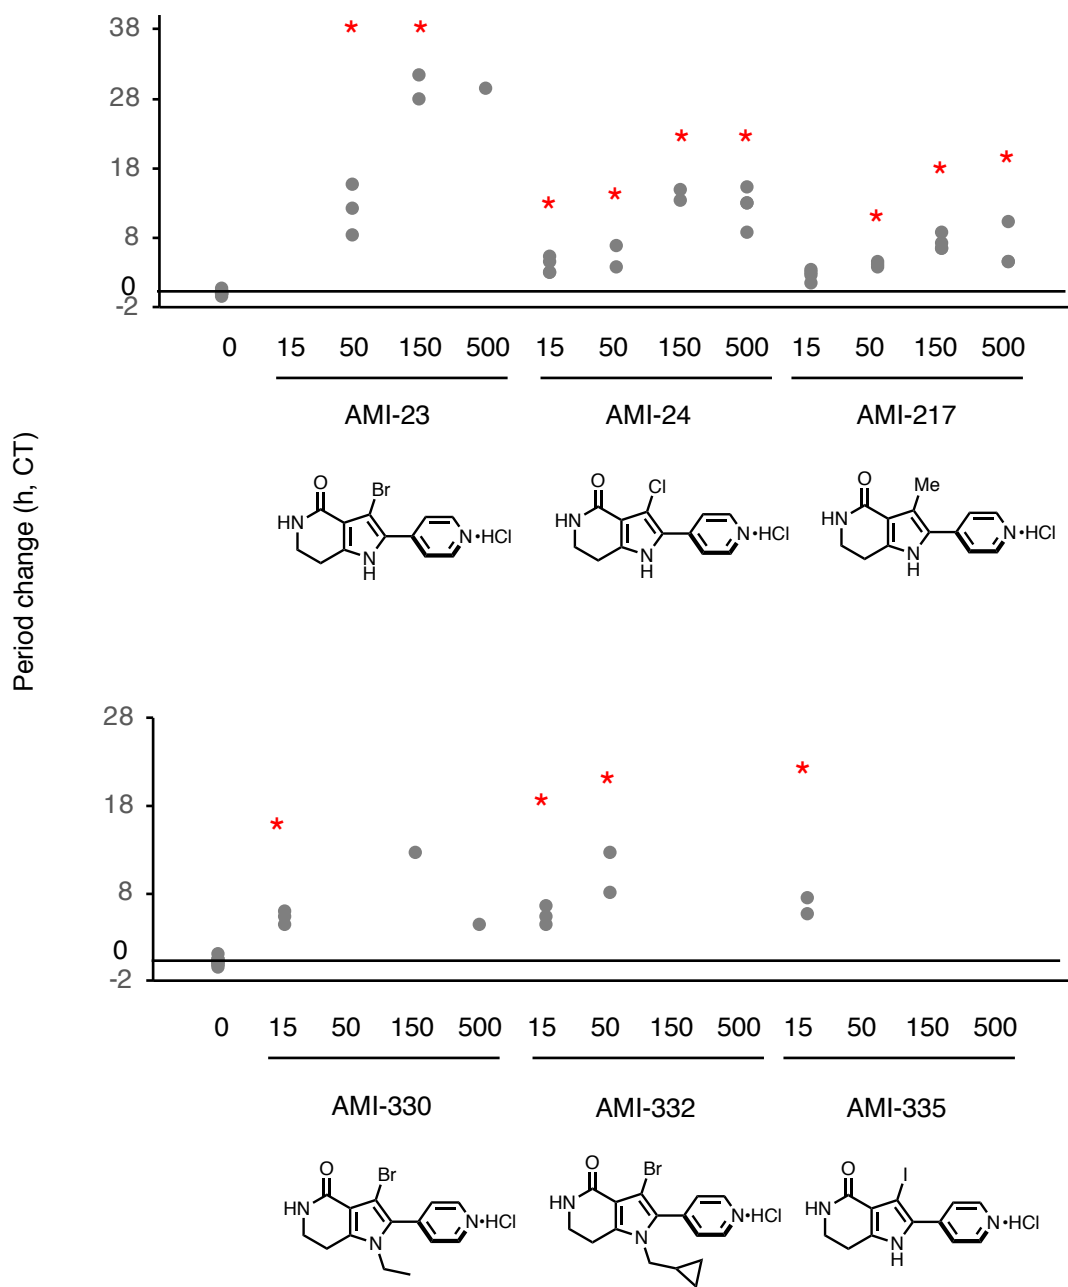 Period change (h, CT)
38
*
*
28
18
*
*
*
*
*
*
*
8
0
-2
0 15 50 150 500 15 50 150 500 15 50 150 500
AMI-23 AMI-24 AMI-217
O Br HN N H N•HCl
O Cl HN N H N•HCl
O Me HN N H N•HCl
28
18
*
*
*
*
8
0
-2
0 15 50 150 500 15 50 150 500 15 50 150 500
AMI-330 AMI-332 AMI-335
O Br HN N N•HCl
O Br HN N N•HCl
O I HN N H N•HCl